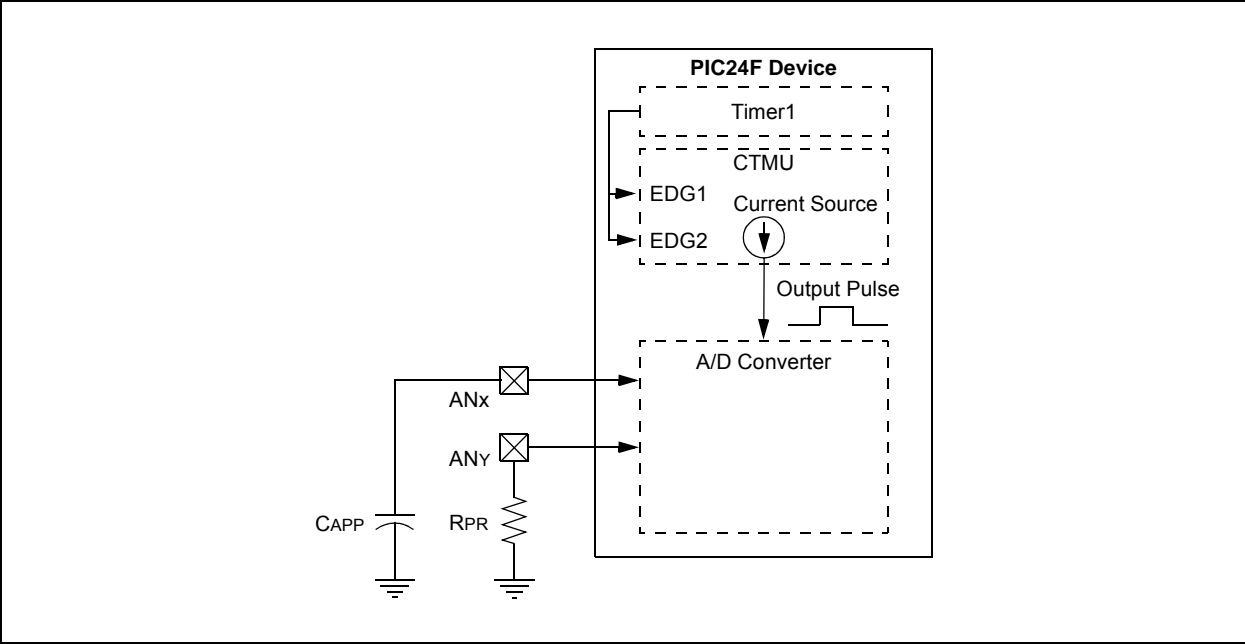 PIC24F Device
Timer1
CTMU
EDG1
Current Source
EDG2
Output Pulse
A/D Converter
ANx
ANY
CAPP
RPR